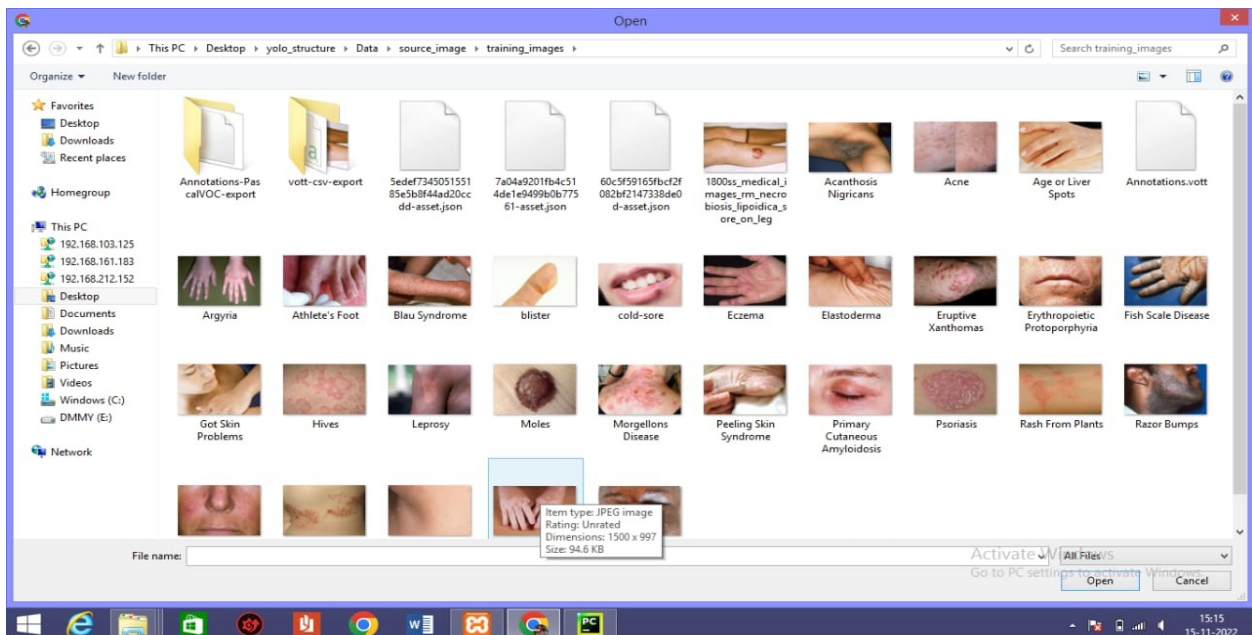 Open
This PC Desktop yolo_structure Data source_image training_images
Search training_images
Organize
New folder
Favorites
Desktop
Downloads
Recent places
Homegroup
This PC
192.168.103.125
192.168.161.183
192.168.212.152
Desktop
Documents
Downloads
Music
Pictures
Videos
Windows (C:)
DMMY (E:)
Network
Annotations-Pas
calVOC-export
vott-csv-export
5edef7345051551
85e5b8f44ad20cc
dd-asset.json
7a04a9201fb4c51
4de1e9499b0b775
61-asset.json
60c5f59165fbcf2f
082bf2147338de0
d-asset.json
1800ss_medical_i
mages_rm_necro
biosis_lipoidica_s
ore_on_leg
Acanthosis
Nigricans
Acne
Age or Liver
Spots
Annotations.vott
Argyria
Athlete's Foot
Blau Syndrome
blister
cold-sore
Eczema
Elastoderma
Eruptive
Xanthomas
Erythropoietic
Protoporphyria
Fish Scale Disease
Got Skin
Problems
Hives
Leprosy
Moles
Morgellons
Disease
Peeling Skin
Syndrome
Primary
Cutaneous
Amyloidosis
Psoriasis
Rash From Plants
Razor Bumps
Item type: JPEG image
Rating: Unrated
Dimensions: 1500 x 997
Size: 94.6 KB
File name:
All Files
Activate Windows
Go to PC settings to activate Windows.
Open
Cancel
15:15
15-11-2022